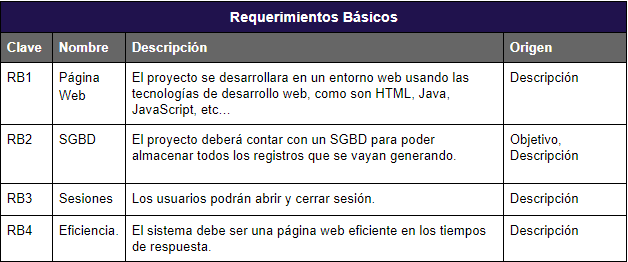 Requerimientos Básicos
Clave Nombre Descripción Origen
RB1 Página Web El proyecto se desarrollara en un entorno web usando las Descripción
tecnologías de desarrollo web, como son HTML, Java,
JavaScript, etc...
RB2 SGBD El proyecto deberá contar con un SGBD para poder Objetivo,
almacenar todos los registros que se vayan generando. Descripción
RB3 Sesiones Los usuarios podrán abrir y cerrar sesión. Descripción
RB4 Eficiencia. El sistema debe ser una página web eficiente en los tiempos Descripción
de respuesta.